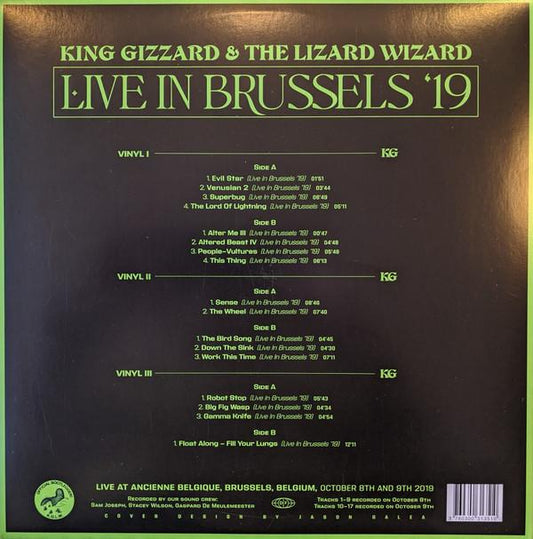 KING GIZZARD & THE LIZARD WIZARD
LIVE IN BRUSSELS '19
VINYL I KG
SIDE A
1. Evil Star (Live In Brussels '19) 01'51
2. Venusian 2 (Live In Brussels '19) 03'44
3. Superbug (Live In Brussels '19) 06'49
4. The Lord Of Lightning (Live In Brussels '19) 05'11
SIDE B
1. Alter Me III (Live In Brussels '19) 00'47
2. Altered Beast IV (Live In Brussels '19) 04'48
3. People-Vultures (Live In Brussels '19) 05'49
4. This Thing (Live In Brussels '19) 06'13
VINYL II KG
SIDE A
1. Sense (Live In Brussels '19) 09'40
2. The Wheel (Live In Brussels '19) 07'40
SIDE B
1. The Bird Song (Live In Brussels '19) 04'45
2. Down The Sink (Live In Brussels '19) 04'30
3. Work This Time (Live In Brussels '19) 07'11
VINYL III KG
SIDE A
1. Robot Stop (Live In Brussels '19) 05'43
2. Big Fig Wasp (Live In Brussels '19) 04'34
3. Gamma Knife (Live In Brussels '19) 04'54
SIDE B
1. Float Along – Fill Your Lungs (Live In Brussels '19) 12'11
LIVE AT ANCIENNE BELGIQUE, BRUSSELS, BELGIUM, OCTOBER 8TH AND 9TH 2019
RECORDED BY OUR SOUND CREW:
SAM JOSEPH, STACEY WILSON, GASPARD DE MEULEMEESTER
TRACKS 1-9 RECORDED ON OCTOBER 8TH
TRACKS 10-17 RECORDED ON OCTOBER 9TH
COVER DESIGN BY JASON GALEA